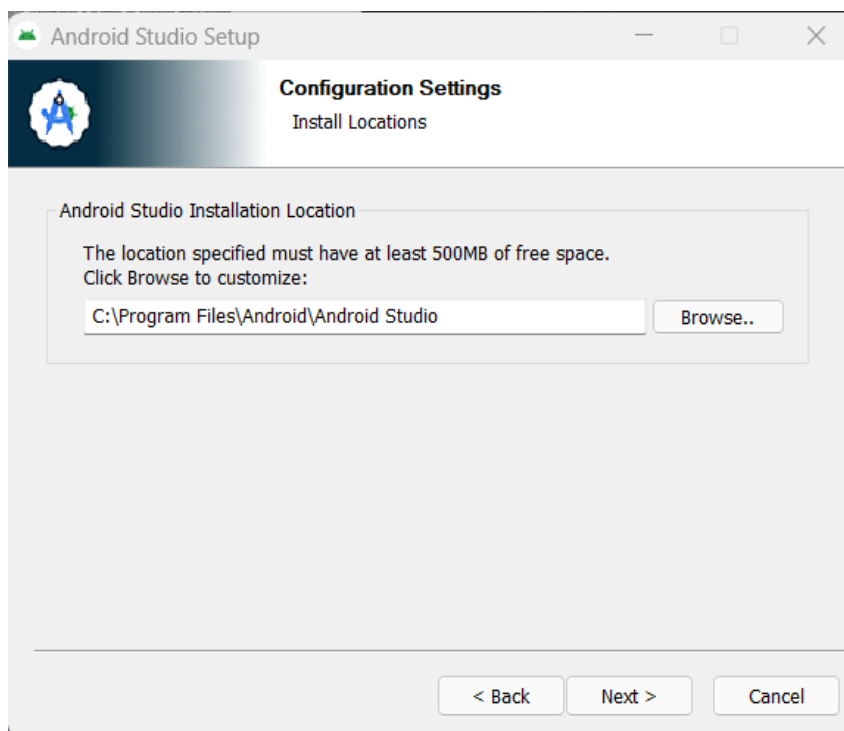 Android Studio Setup
Configuration Settings
Install Locations
Android Studio Installation Location
The location specified must have at least 500MB of free space.
Click Browse to customize:
C:\Program Files\Android\Android Studio
Browse..
< Back
Next >
Cancel